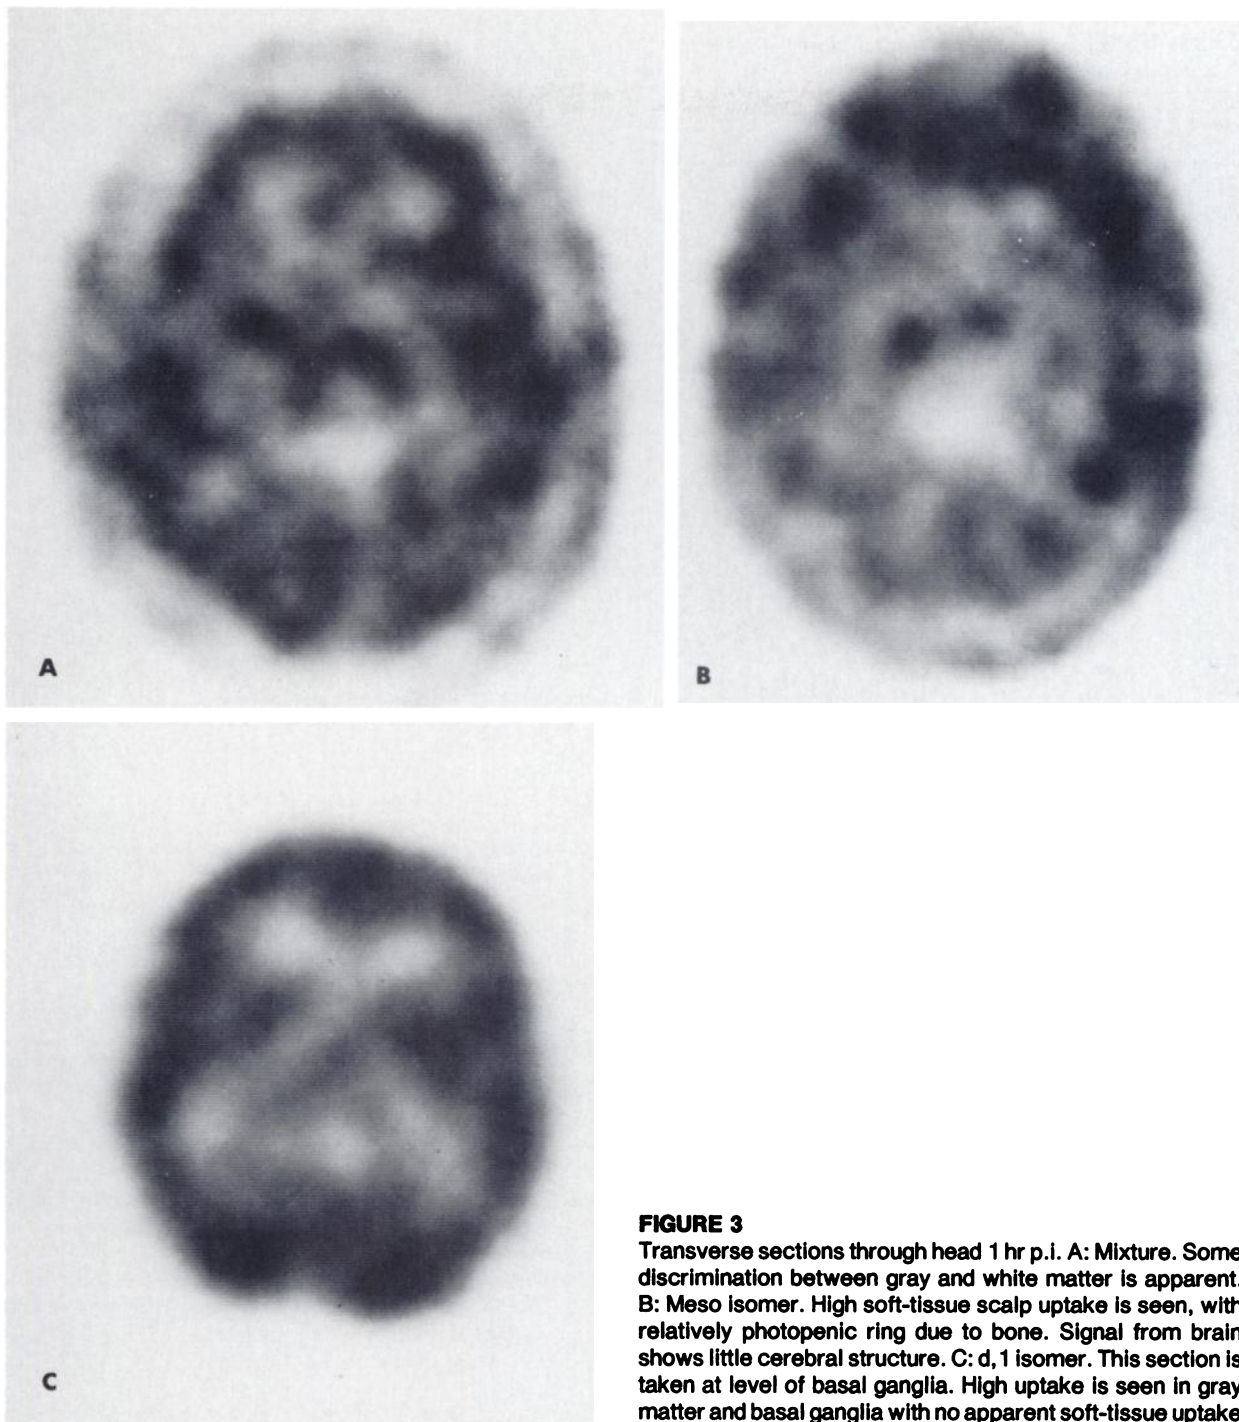 A
B
C
FIGURE 3
Transverse sections through head 1 hr p.i. A: Mixture. Some
discrimination between gray and white matter is apparent.
B: Meso isomer. High soft-tissue scalp uptake is seen, with
relatively photopenic ring due to bone. Signal from brain
shows little cerebral structure. C: d,1 isomer. This section is
taken at level of basal ganglia. High uptake is seen in gray
matter and basal ganglia with no apparent soft-tissue uptake